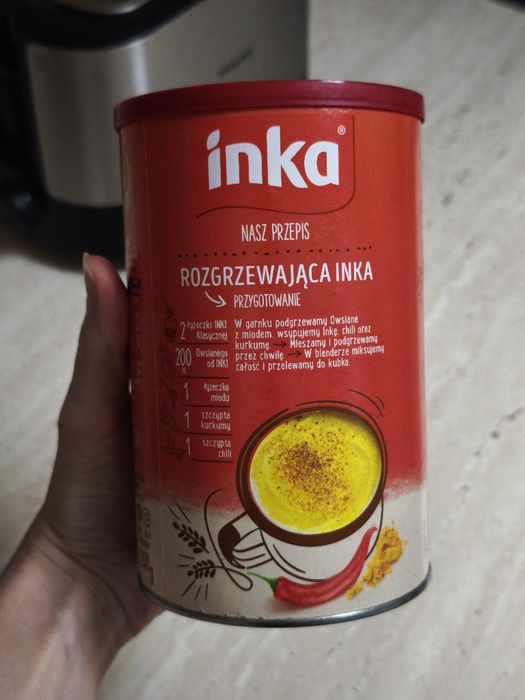 inka®
NASZ PRZEPIS
ROZGRZEWAJĄCA INKA
PRZYGOTOWANIE
2 łyżeczki INKI
Klasycznej
200 ML Owsianego
od INKI
1 łyżeczka
miodu
1 szczypta
kurkumy
1 szczypta
chili
W garnku podgrzewamy Owsiane
z miodem, wsypujemy Inkę, chili oraz
kurkumę. → Mieszamy i podgrzewamy
przez chwilę. → W blenderze miksujemy
całość i przelewamy do kubka.